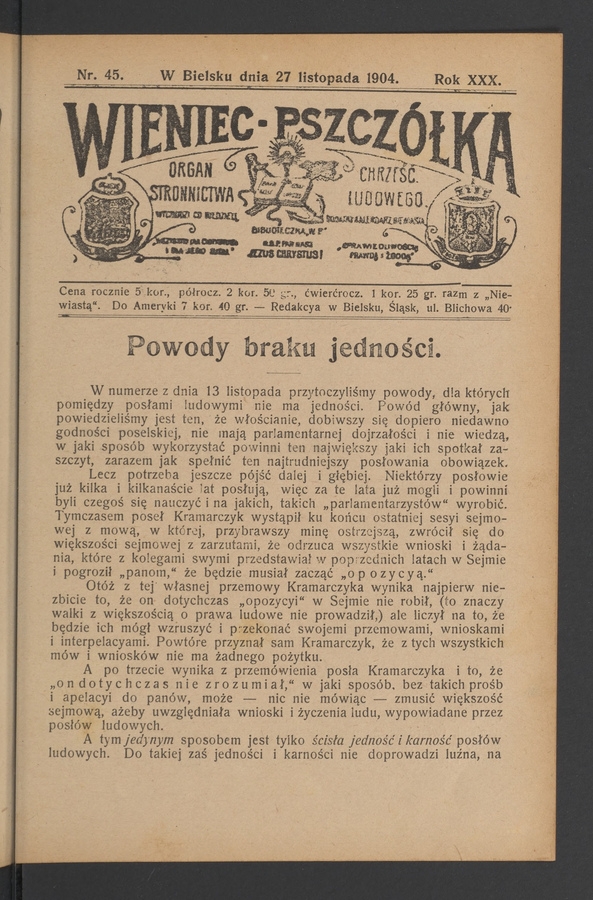 Nr. 45. W Bielsku dnia 27 listopada 1904. Rok XXX.
WIENIEC-PSZCZÓŁKA
ORGAN
STRONNICTWA
CHRZEŚC.
LUDOWEGO.
WYCHODZI CO NIEDZIELI,
BIBLIOTECZKA „W. P"
JEZUS CHRYSTUS!
„SPRAWIEDLIWOŚCIĄ
PRAWDĄ i ZGODĄ"
Cena rocznie 5 kor., półrocz. 2 kor. 50 gr., ćwierćrocz. 1 kor. 25 gr. razm z „Nie-
wiastą“. Do Ameryki 7 kor. 40 gr. — Redakcya w Bielsku, Śląsk, ul. Blichowa 40·
Powody braku jedności.
W numerze z dnia 13 listopada przytoczyliśmy powody, dla których
pomiędzy posłami ludowymi nie ma jedności. Powód główny, jak
powiedzieliśmy jest ten, że włościanie, dobiwszy się dopiero niedawno
godności poselskiej, nie mają parlamentarnej dojrzałości i nie wiedzą,
w jaki sposób wykorzystać powinni ten największy jaki ich spotkał za-
szczyt, zarazem jak spełnić ten najtrudniejszy posłowania obowiązek.
Lecz potrzeba jeszcze pójść dalej i głębiej. Niektórzy posłowie
już kilka i kilkanaście lat posłują, więc za te lata już mogli i powinni
byli czegoś się nauczyć i na jakich, takich „parlamentarzystów“ wyrobić.
Tymczasem poseł Kramarczyk wystąpił ku końcu ostatniej sesyi sejmo-
wej z mową, w której, przybrawszy minę ostrzejszą, zwrócił się do
większości sejmowej z zarzutami, że odrzuca wszystkie wnioski i żąda-
nia, które z kolegami swymi przedstawiał w poprzednich latach w Sejmie
i pogroził „panom,“ że będzie musiał zacząć „opozycyą.“
Otóż z tej własnej przemowy Kramarczyka wynika najpierw nie-
zbicie to, że on dotychczas „opozycyi“ w Sejmie nie robił, (to znaczy
walki z większością o prawa ludowe nie prowadził,) ale liczył na to, że
będzie ich mógł wzruszyć i przekonać swojemi przemowami, wnioskami
i interpelacyami. Powtóre przyznał sam Kramarczyk, że z tych wszystkich
mów i wniosków nie ma żadnego pożytku.
A po trzecie wynika z przemówienia posła Kramarczyka i to, że
„on dotychczas nie zrozumiał,“ w jaki sposób. bez takich próśb
i apelacyi do panów, może — nic nie mówiąc — zmusić większość
sejmową, ażeby uwzględniała wnioski i życzenia ludu, wypowiadane przez
posłów ludowych.
A tym jedynym sposobem jest tylko ścisła jedność i karność posłów
ludowych. Do takiej zaś jedności i karności nie doprowadzi luźna, na